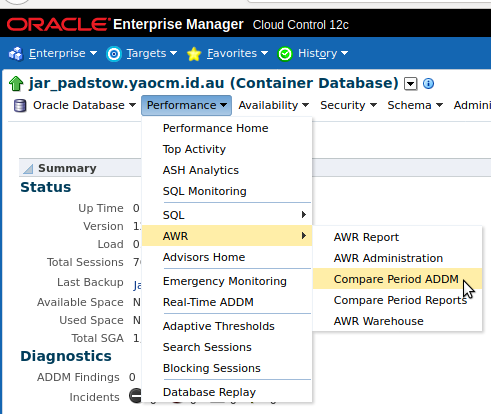 ORACLE Enterprise Manager Cloud Control 12c
Enterprise Targets Favorites History
jar_padstow.yaocm.id.au (Container Database)
Oracle Database Performance Availability Security Schema Admini
Performance Home
Top Activity
ASH Analytics
SQL Monitoring
SQL
AWR
Advisors Home
Emergency Monitoring
Real-Time ADDM
Adaptive Thresholds
Search Sessions
Blocking Sessions
Database Replay
AWR Report
AWR Administration
Compare Period ADDM
Compare Period Reports
AWR Warehouse
Summary
Status
Up Time 0
Version
Load 0
Total Sessions
Last Backup
Available Space
Used Space
Total SGA
Diagnostics
ADDM Findings 0
Incidents